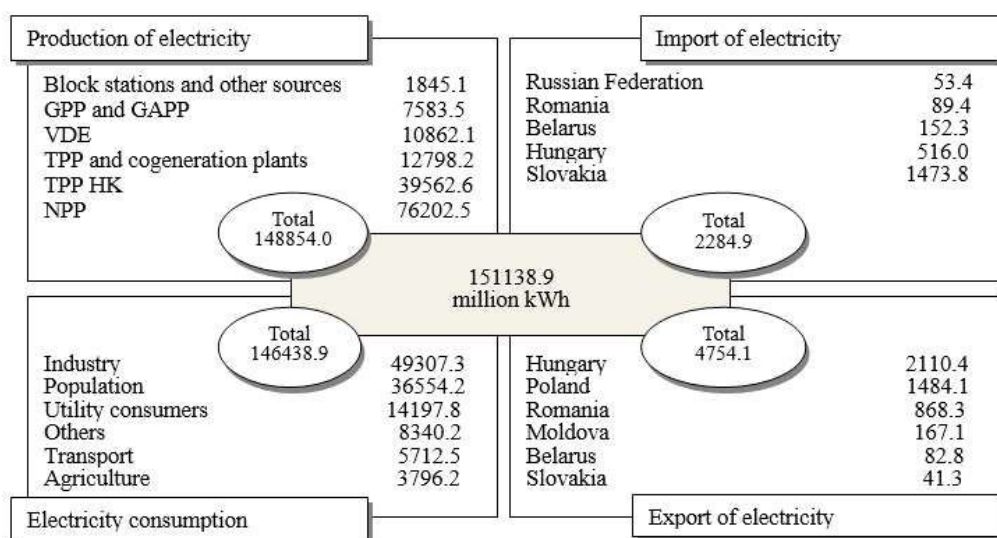 Production of electricity
Block stations and other sources 1845.1
GPP and GAPP 7583.5
VDE 10862.1
TPP and cogeneration plants 12798.2
TPP HK 39562.6
NPP 76202.5
Total
148854.0
Import of electricity
Russian Federation 53.4
Romania 89.4
Belarus 152.3
Hungary 516.0
Slovakia 1473.8
Total
2284.9
151138.9
million kWh
Total
146438.9
Industry 49307.3
Population 36554.2
Utility consumers 14197.8
Others 8340.2
Transport 5712.5
Agriculture 3796.2
Electricity consumption
Total
4754.1
Hungary 2110.4
Poland 1484.1
Romania 868.3
Moldova 167.1
Belarus 82.8
Slovakia 41.3
Export of electricity